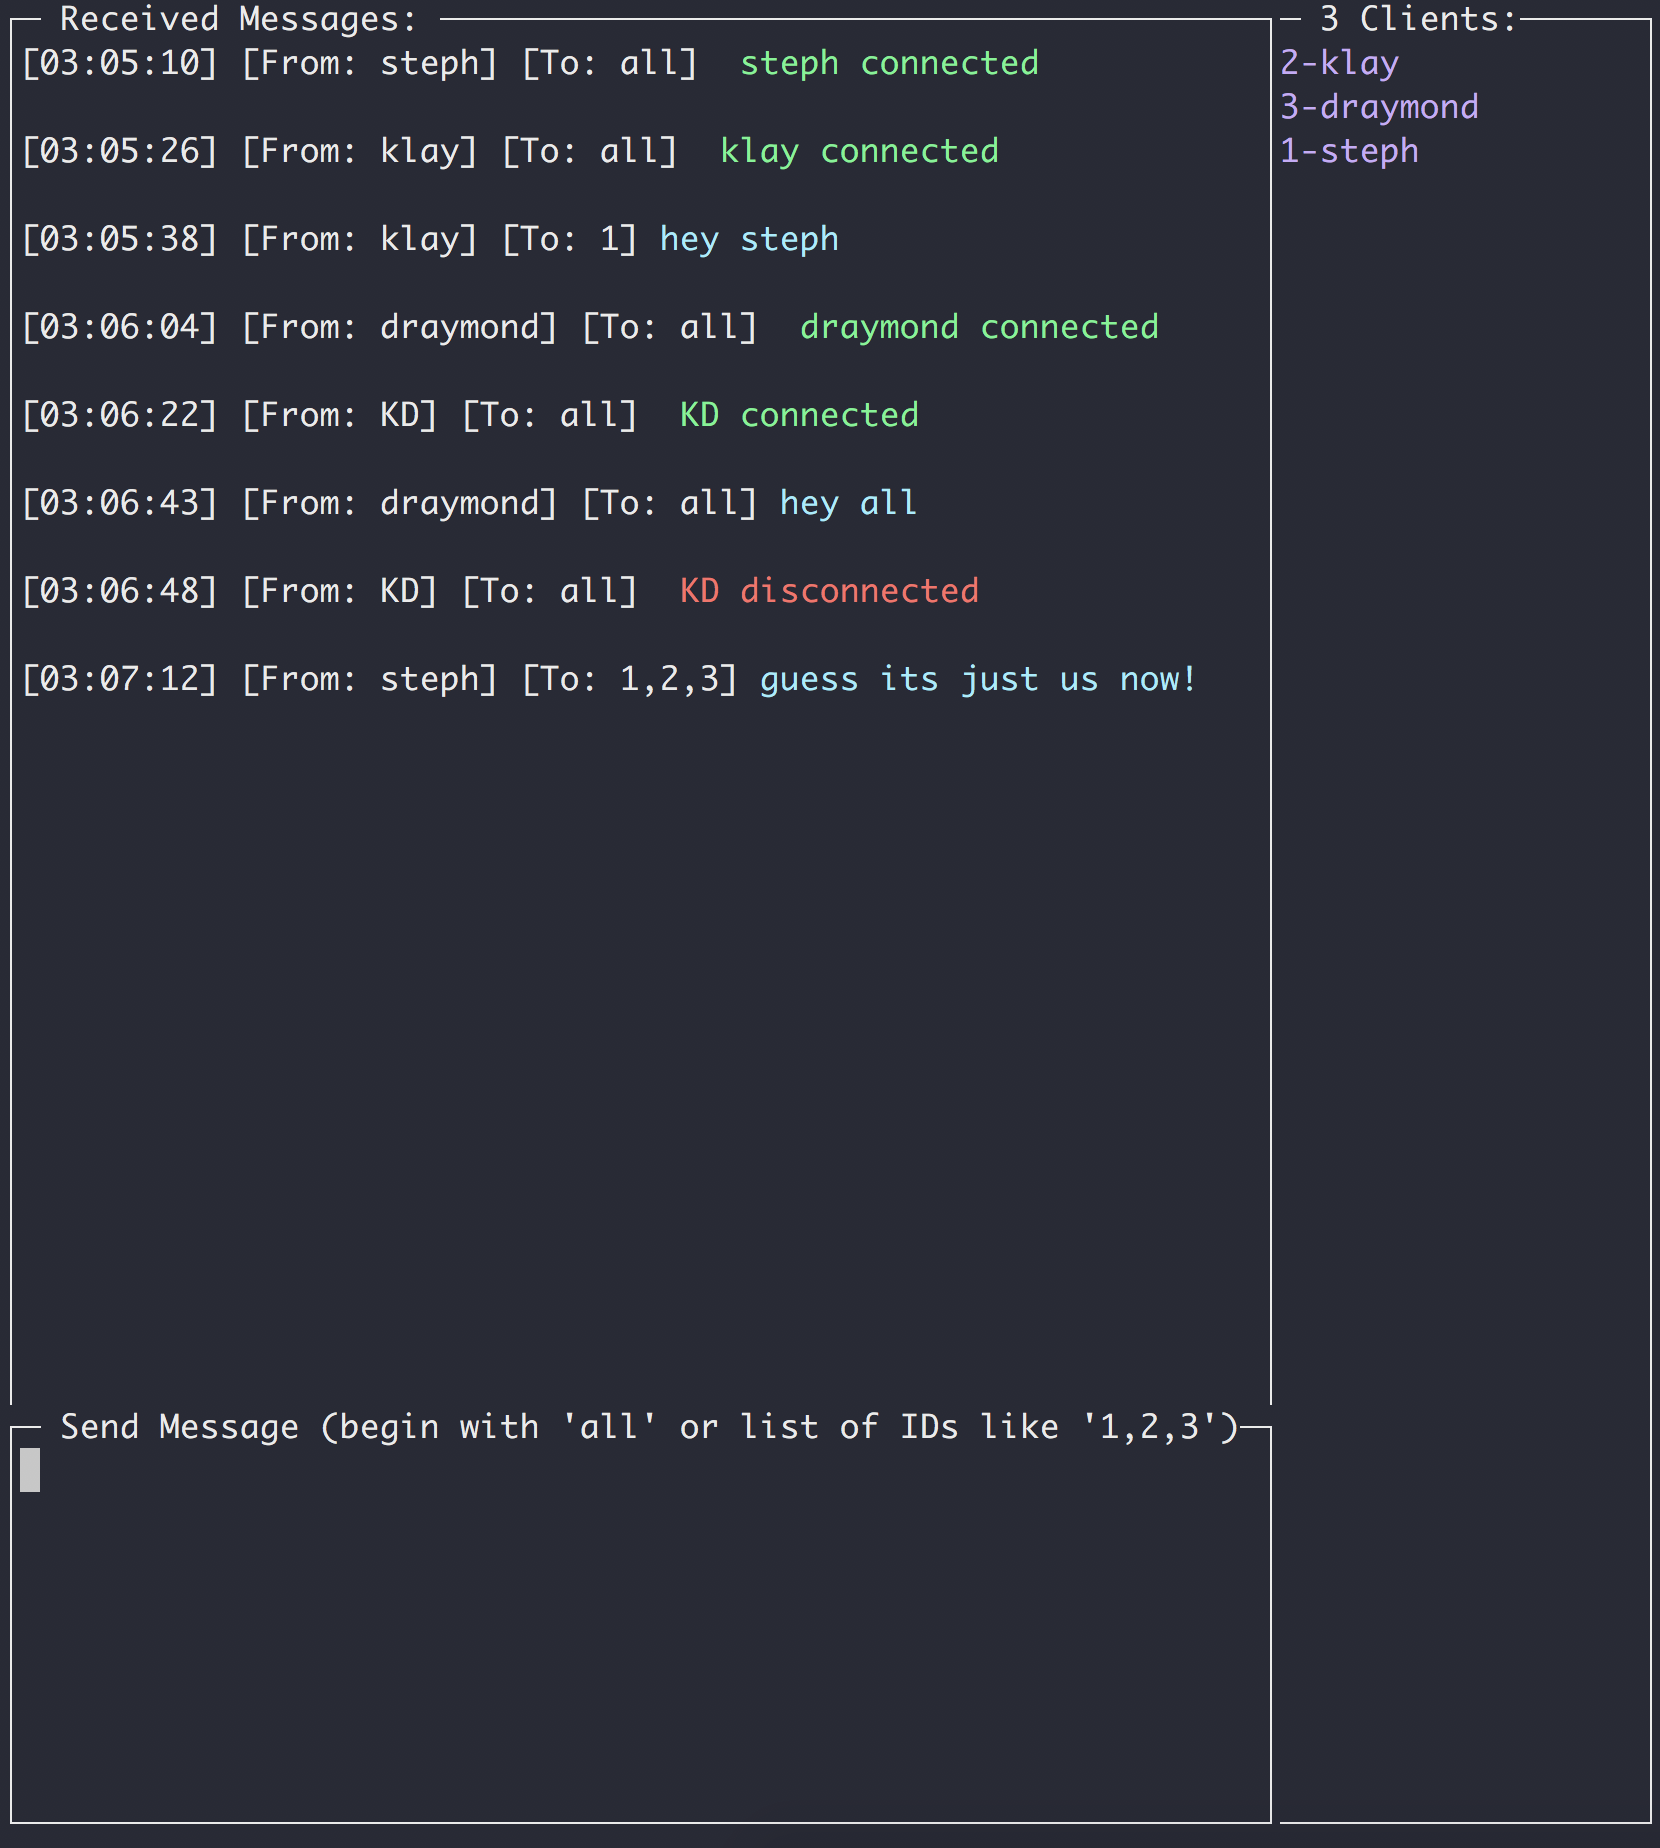 Received Messages:
[03:05:10] [From: steph] [To: all]  steph connected
[03:05:26] [From: klay] [To: all]  klay connected
[03:05:38] [From: klay] [To: 1] hey steph
[03:06:04] [From: draymond] [To: all]  draymond connected
[03:06:22] [From: KD] [To: all]  KD connected
[03:06:43] [From: draymond] [To: all] hey all
[03:06:48] [From: KD] [To: all]  KD disconnected
[03:07:12] [From: steph] [To: 1,2,3] guess its just us now!
3 Clients:
2-klay
3-draymond
1-steph
Send Message (begin with 'all' or list of IDs like '1,2,3')